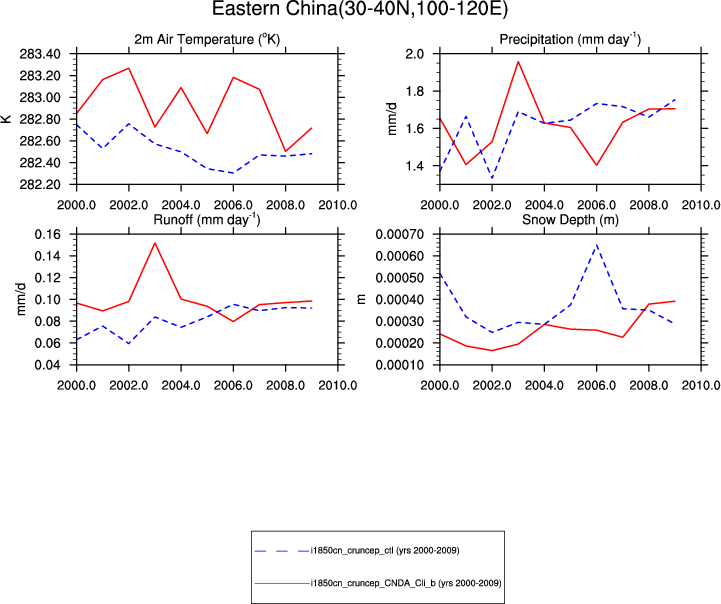 Eastern China(30-40N,100-120E)
2m Air Temperature (°K)
Precipitation (mm day⁻¹)
283.40
283.20
283.00
282.80
282.60
282.40
282.20
K
2000.0 2002.0 2004.0 2006.0 2008.0 2010.0
2.0
1.8
1.6
1.4
mm/d
2000.0 2002.0 2004.0 2006.0 2008.0 2010.0
Runoff (mm day⁻¹)
Snow Depth (m)
0.16
0.14
0.12
0.10
0.08
0.06
0.04
mm/d
2000.0 2002.0 2004.0 2006.0 2008.0 2010.0
0.00070
0.00050
0.00040
0.00030
0.00020
0.00010
m
2000.0 2002.0 2004.0 2006.0 2008.0 2010.0
i1850cn_cruncep_ctl (yrs 2000-2009)
i1850cn_cruncep_CNDA_Cli_b (yrs 2000-2009)